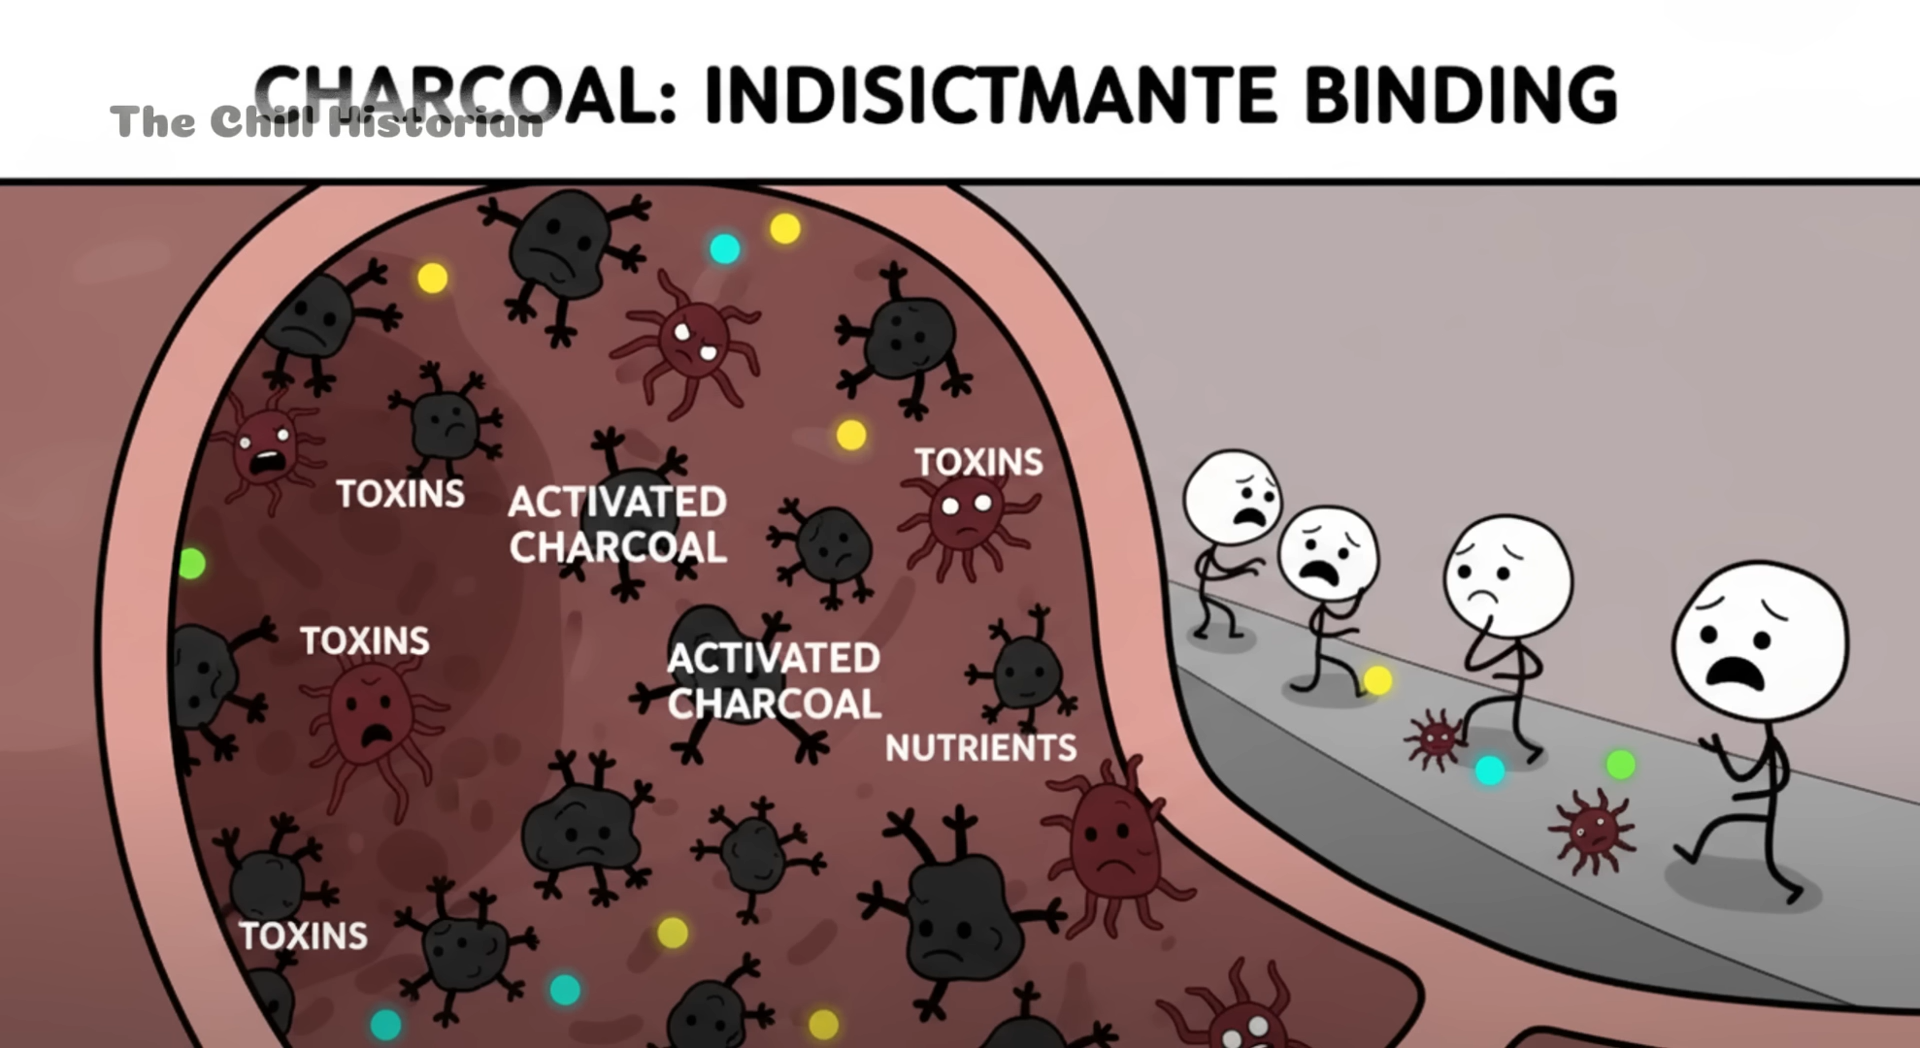 CHARCOAL: INDISICTMANTE BINDING
The Chill Historian
TOXINS
TOXINS
ACTIVATED
CHARCOAL
TOXINS
ACTIVATED
CHARCOAL
NUTRIENTS
TOXINS